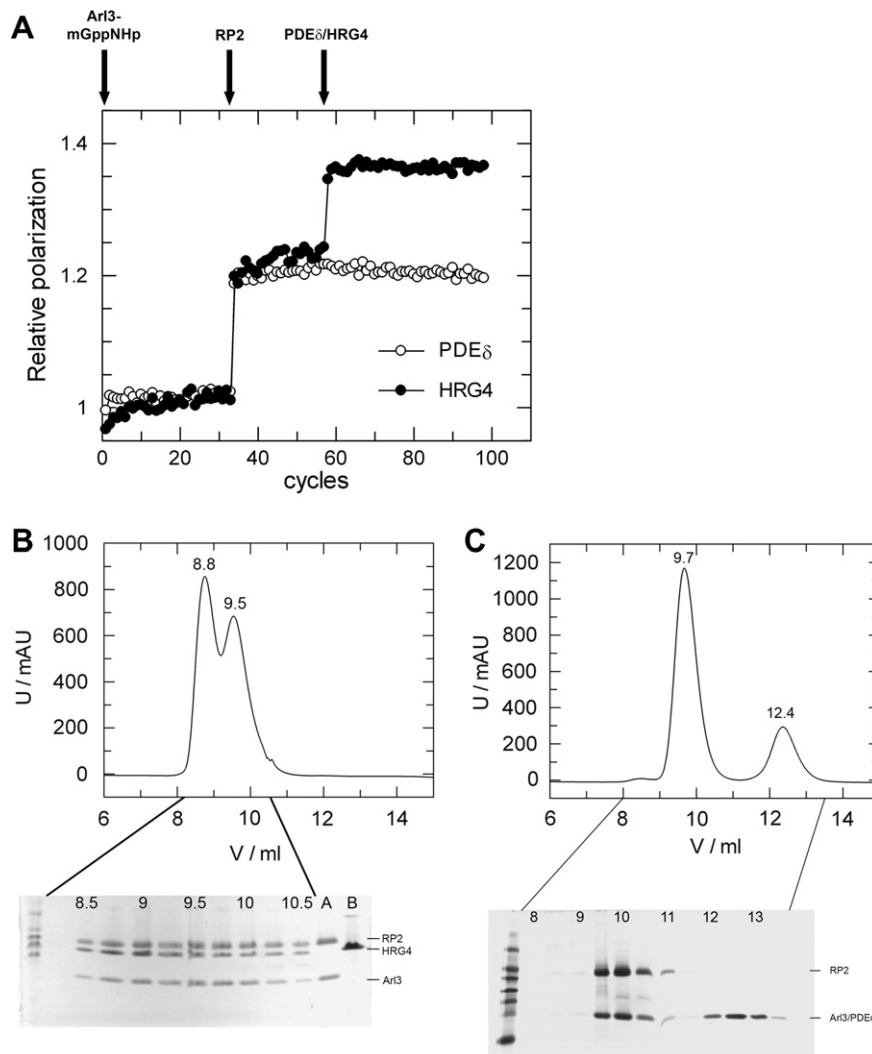 A
Arl3-
mGppNHp
RP2
PDEδ/HRG4
1.4
1.2
1
Relative polarization
PDEδ
HRG4
0 20 40 60 80 100
cycles
B
1000
800
600
400
200
0
U / mAU
8.8
9.5
6 8 10 12 14
V / ml
8.5 9 9.5 10 10.5 A B
RP2
HRG4
Arl3
C
1200
1000
800
600
400
200
0
U / mAU
9.7
12.4
6 8 10 12 14
V / ml
8 9 10 11 12 13
RP2